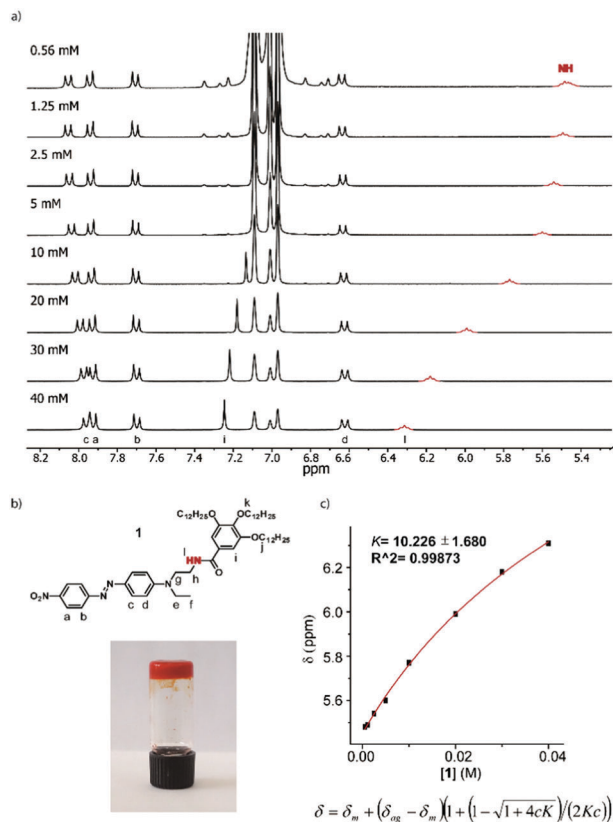 a)
0.56 mM
NH
1.25 mM
2.5 mM
5 mM
10 mM
20 mM
30 mM
40 mM
c a b i d l
8.2 8.0 7.8 7.6 7.4 7.2 7.0 6.8 6.6 6.4 6.2 6.0 5.8 5.6 5.4
ppm
b)
1
k
C12H25O OC12H25
OC12H25
j
l
HN
i
O
g h
N
O2N N N
c d e f
a b
c)
K= 10.226 ± 1.680
R^2= 0.99873
6.2
6.0
5.8
5.6
δ (ppm)
0.00 0.02 0.04
[1] (M)
δ = δm + (δag − δm)(1 + (1 − √1 + 4cK)/(2Kc))